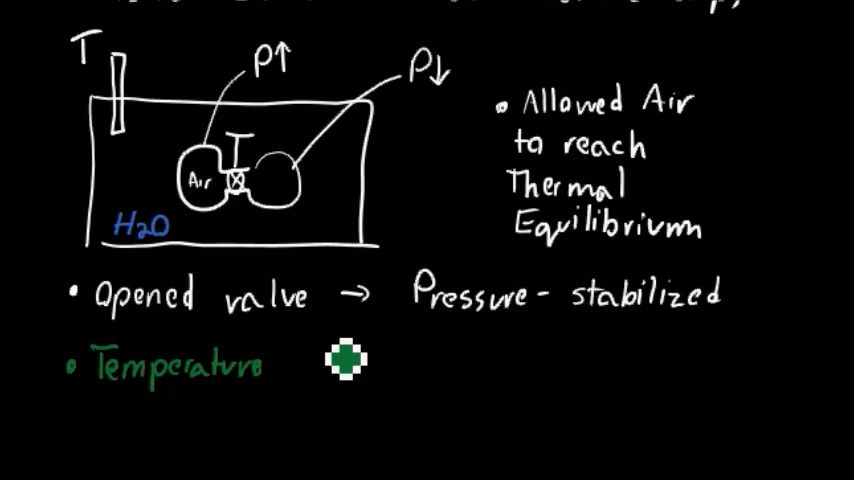 T
P↑
P↓
Air
H2O
• Allowed Air
to reach
Thermal
Equilibrium
• Opened valve → Pressure - stabilized
• Temperature